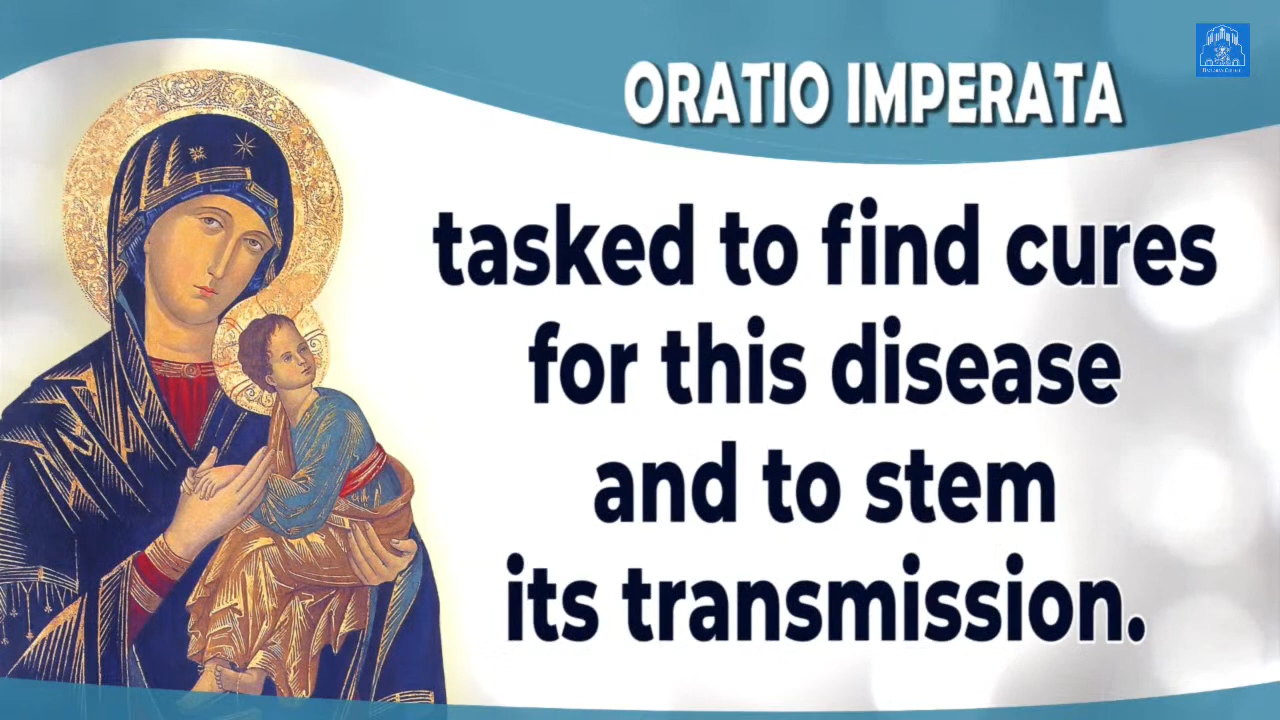 ORATIO IMPERATA
tasked to find cures
for this disease
and to stem
its transmission.